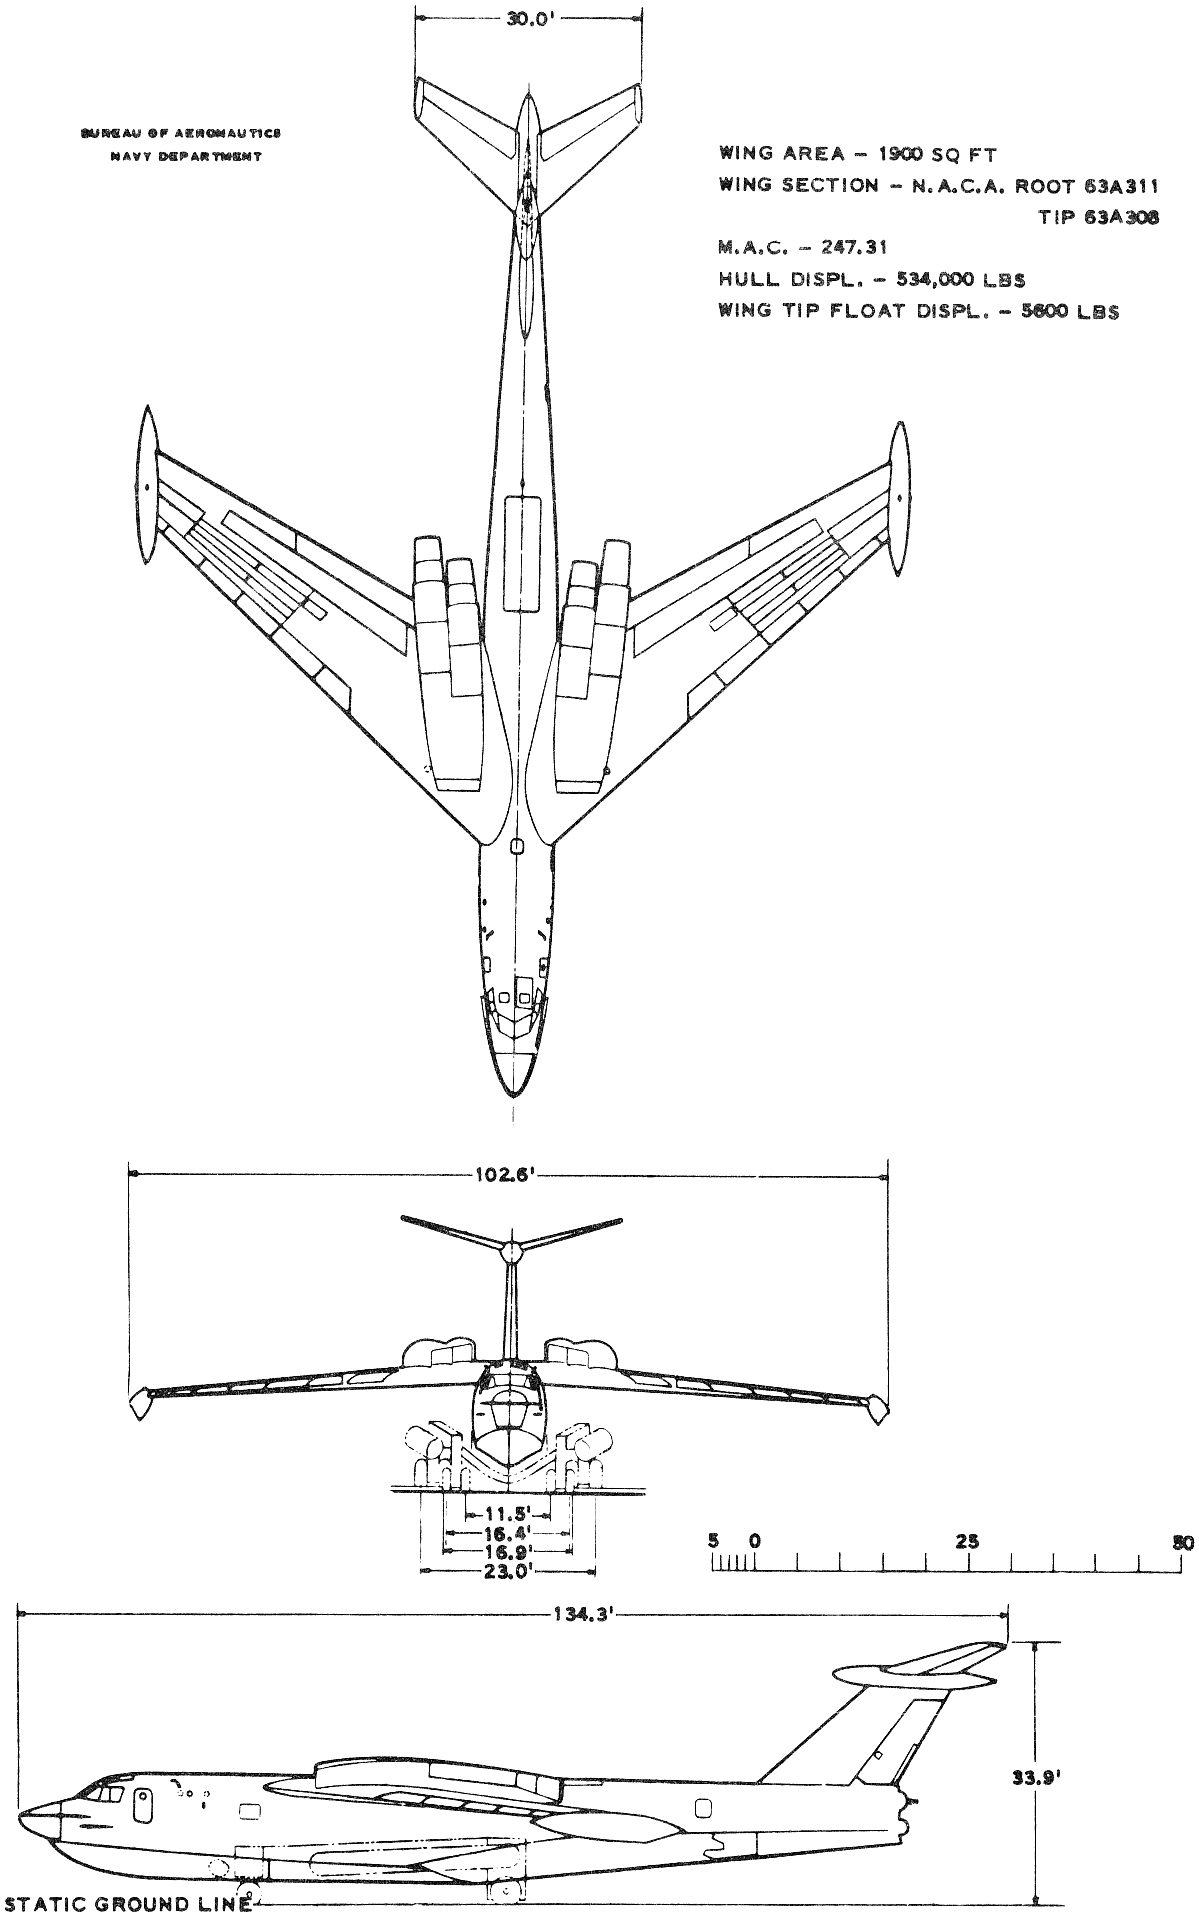 30.0'
BUREAU OF AERONAUTICS
NAVY DEPARTMENT
WING AREA – 1900 SQ FT
WING SECTION – N.A.C.A. ROOT 63A311
TIP 63A308
M.A.C. – 247.31
HULL DISPL. – 534,000 LBS
WING TIP FLOAT DISPL. – 5600 LBS
102.6'
11.5'
16.4'
16.9'
23.0'
5 0 25 50
134.3'
33.9'
STATIC GROUND LINE